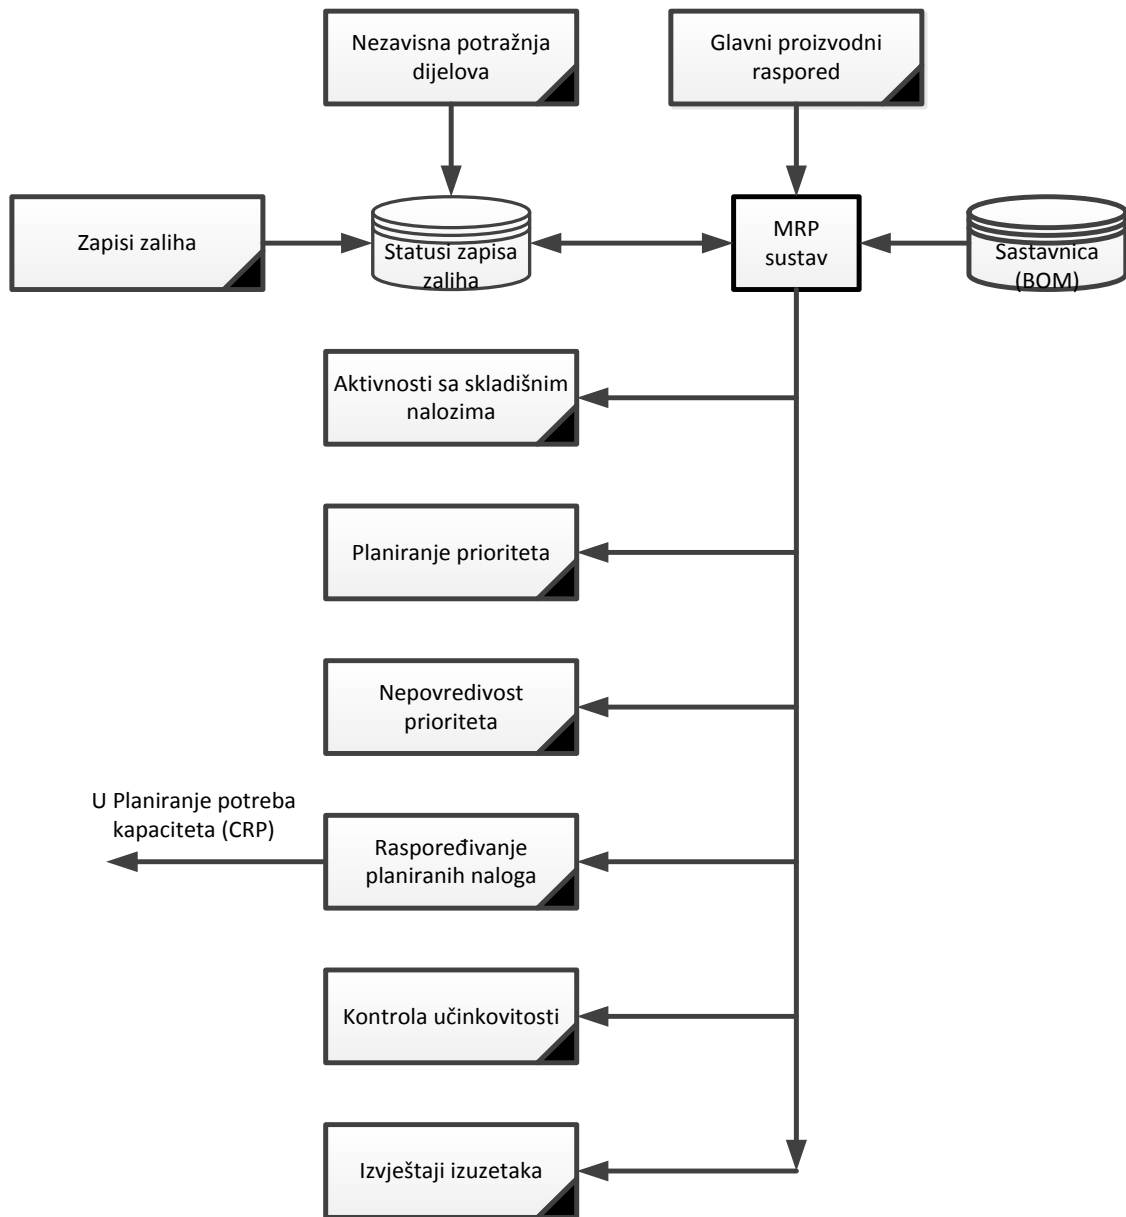 Nezavisna potražnja
dijelova
Glavni proizvodni
raspored
Zapisi zaliha
Statusi zapisa
zaliha
MRP
sustav
Sastavnica
(BOM)
Aktivnosti sa skladišnim
nalozima
Planiranje prioriteta
Nepovredivost
prioriteta
U Planiranje potreba
kapaciteta (CRP)
Raspoređivanje
planiranih naloga
Kontrola učinkovitosti
Izvještaji izuzetaka